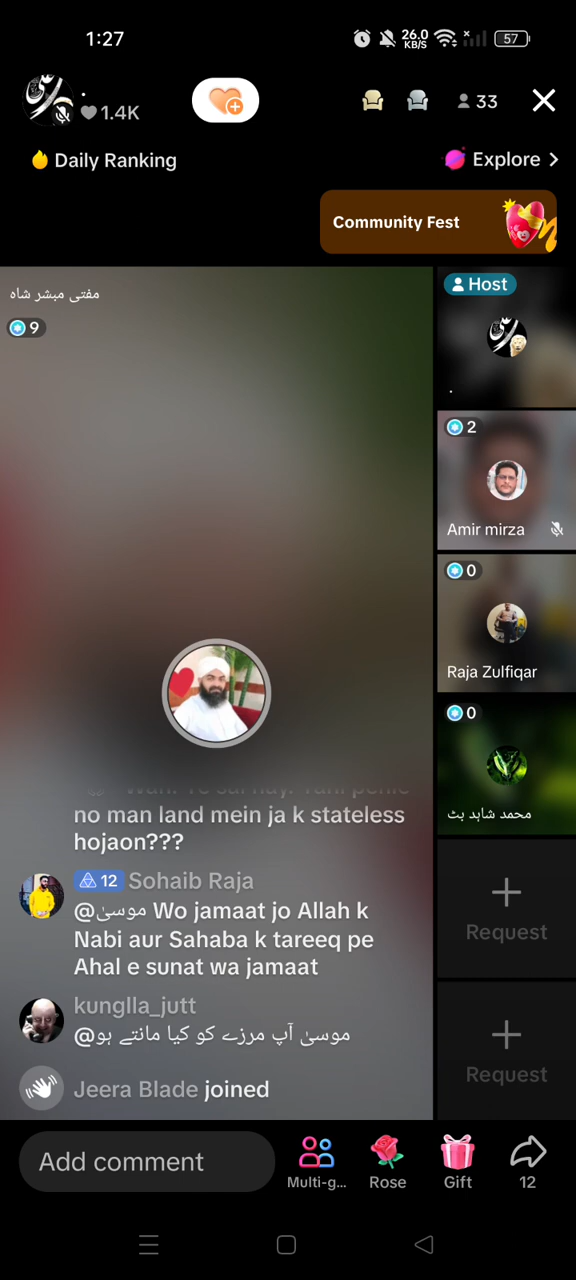 1:27
26.0
KB/S
57
.
1.4K
33
Daily Ranking
Explore
Community Fest
مفتی مبشر شاہ
9
Host
.
2
Amir mirza
0
Raja Zulfiqar
0
محمد شاہد بٹ
no man land mein ja k stateless
hojaon???
12 Sohaib Raja
@موسیٰ Wo jamaat jo Allah k
Nabi aur Sahaba k tareeq pe
Ahal e sunat wa jamaat
kunglla_jutt
@موسیٰ آپ مرزے کو کیا مانتے ہو
Jeera Blade joined
Request
Request
Add comment
Multi-g...
Rose
Gift
12